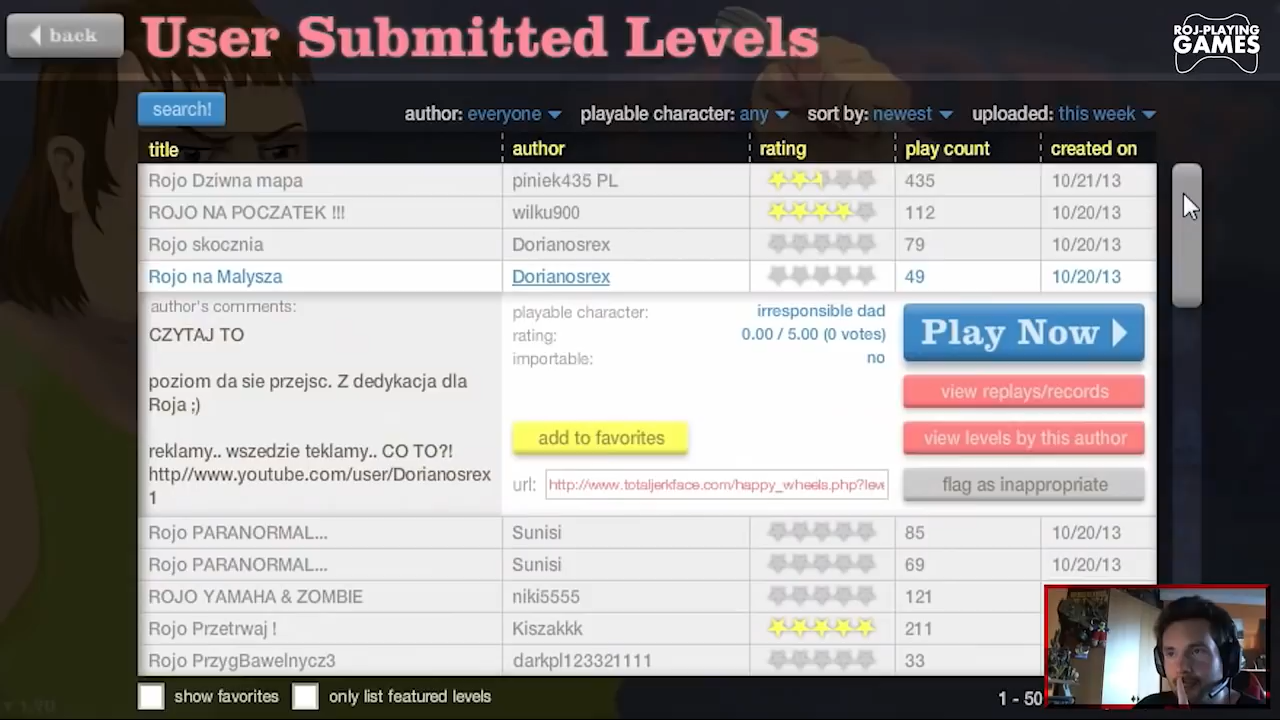 back
User Submitted Levels
ROJ-PLAYING
GAMES
search!
author: everyone playable character: any sort by: newest uploaded: this week
title author rating play count created on
Rojo Dziwna mapa piniek435 PL 435 10/21/13
ROJO NA POCZATEK !!! wilku900 112 10/20/13
Rojo skocznia Dorianosrex 79 10/20/13
Rojo na Malysza Dorianosrex 49 10/20/13
author's comments:
CZYTAJ TO
poziom da sie przejsc. Z dedykacja dla
Roja ;)
reklamy.. wszedzie teklamy.. CO TO?!
http://www.youtube.com/user/Dorianosrex
1
playable character: irresponsible dad
rating: 0.00 / 5.00 (0 votes)
importable: no
add to favorites
url: http://www.totaljerkface.com/happy_wheels.php?leve
Play Now
view replays/records
view levels by this author
flag as inappropriate
Rojo PARANORMAL... Sunisi 85 10/20/13
Rojo PARANORMAL... Sunisi 69 10/20/13
ROJO YAMAHA & ZOMBIE niki5555 121
Rojo Przetrwaj ! Kiszakkk 211
Rojo PrzygBawelnycz3 darkpl123321111 33
show favorites only list featured levels 1 - 50